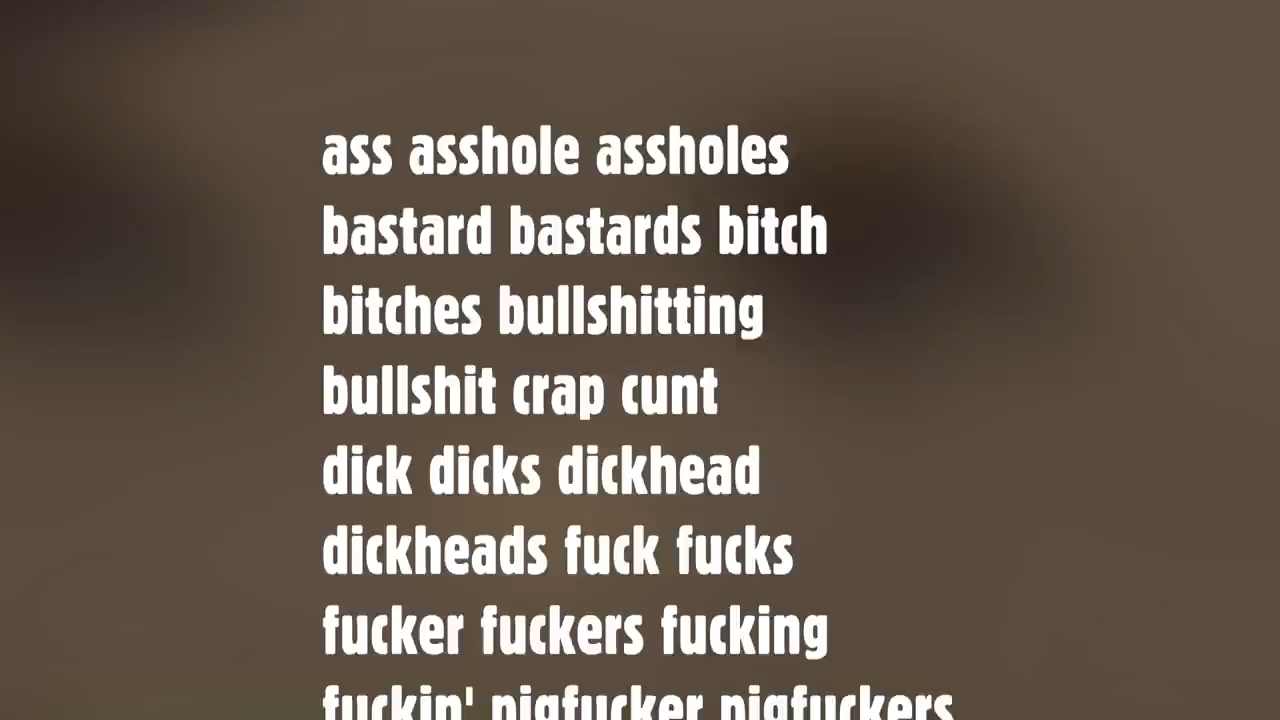 ass asshole assholes
bastard bastards bitch
bitches bullshitting
bullshit crap cunt
dick dicks dickhead
dickheads fuck fucks
fucker fuckers fucking
fuckin' pigfucker pigfuckers